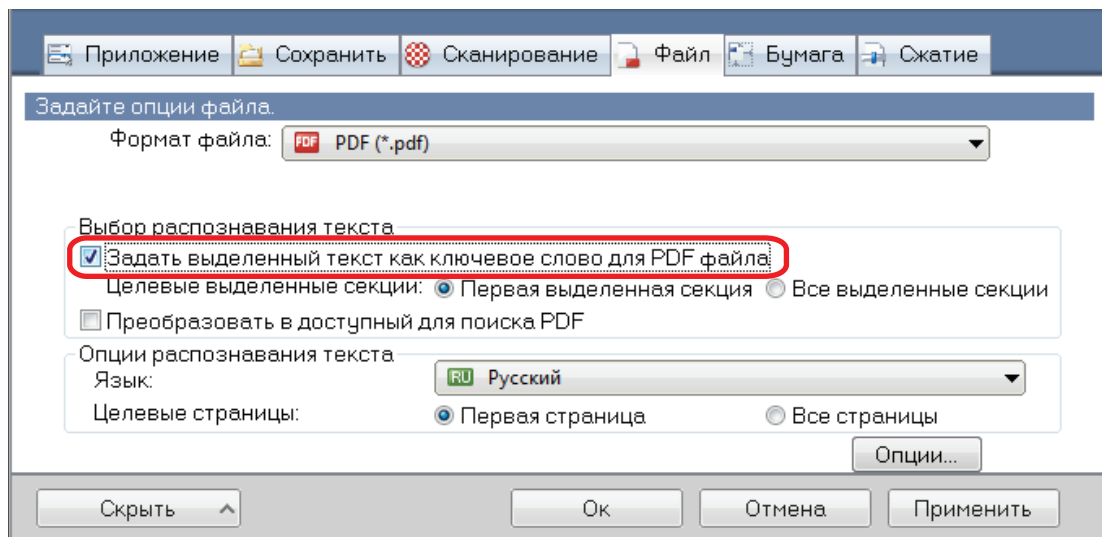 Приложение Сохранить Сканирование Файл Бумага Сжатие
Задайте опции файла.
Формат файла: PDF PDF (*.pdf)
Выбор распознавания текста
Задать выделенный текст как ключевое слово для PDF файла
Целевые выделенные секции: Первая выделенная секция Все выделенные секции
Преобразовать в доступный для поиска PDF
Опции распознавания текста
Язык: RU Русский
Целевые страницы: Первая страница Все страницы
Опции...
Скрыть Ок Отмена Применить